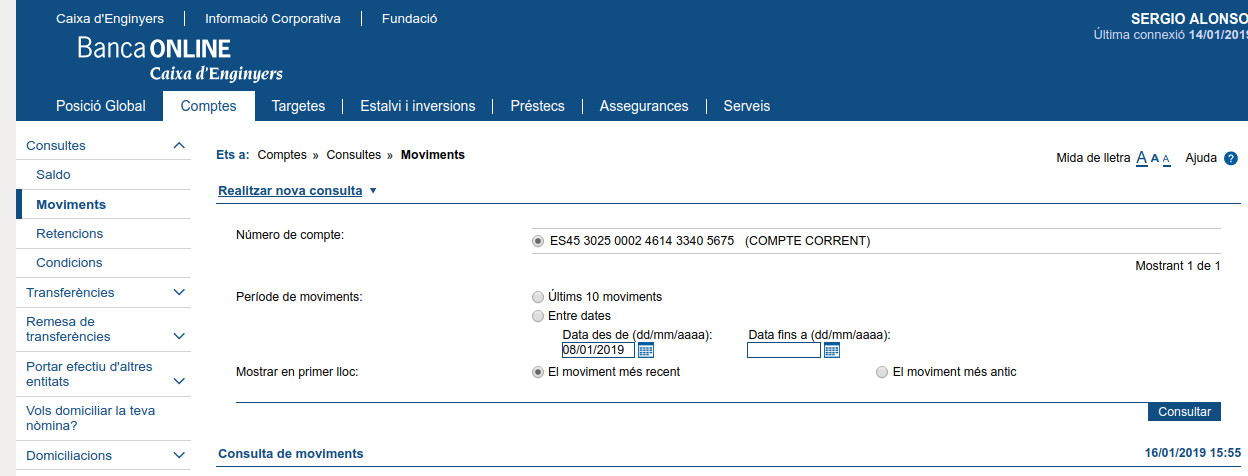 Caixa d'Enginyers
Informació Corporativa
Fundació
SERGIO ALONSO
Última connexió 14/01/2019
Banca ONLINE
Caixa d'Enginyers
Posició Global
Comptes
Targetes
Estalvi i inversions
Préstecs
Assegurances
Serveis
Consultes
Saldo
Moviments
Retencions
Condicions
Transferències
Remesa de
transferències
Portar efectiu d'altres
entitats
Vols domiciliar la teva
nòmina?
Domiciliacions
Ets a: Comptes » Consultes » Moviments
Mida de lletra A A A Ajuda ?
Realitzar nova consulta
Número de compte:
ES45 3025 0002 4614 3340 5675 (COMPTE CORRENT)
Mostrant 1 de 1
Període de moviments:
Últims 10 moviments
Entre dates
Data des de (dd/mm/aaaa):
Data fins a (dd/mm/aaaa):
08/01/2019
Mostrar en primer lloc:
El moviment més recent
El moviment més antic
Consultar
Consulta de moviments
16/01/2019 15:55